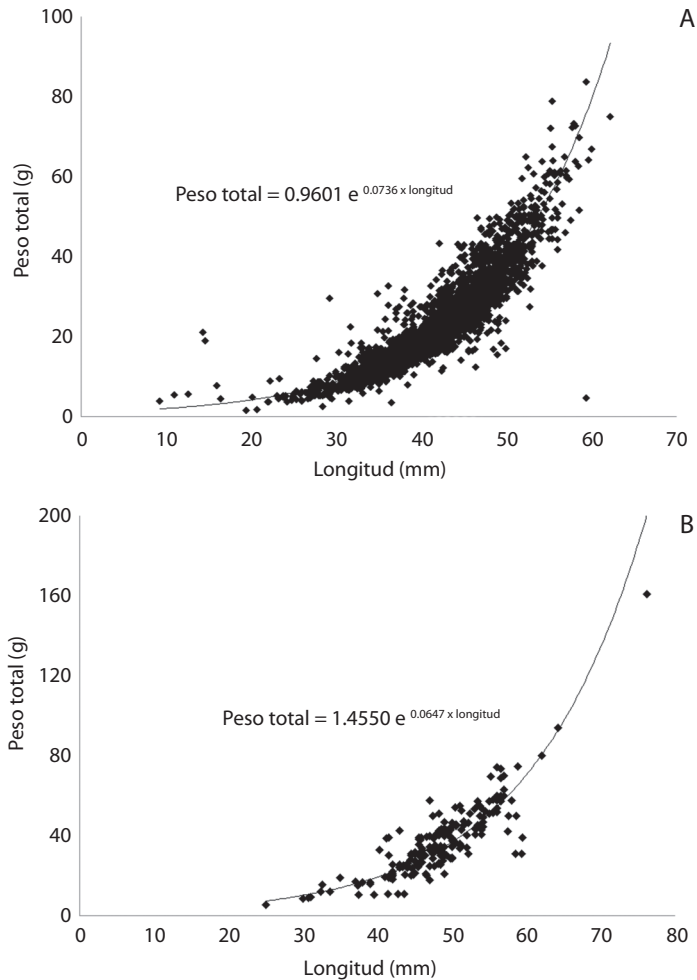 A
100
80
60
40
20
0
Peso total (g)
Peso total = 0.9601 e 0.0736 x longitud
0 10 20 30 40 50 60 70
Longitud (mm)
B
200
160
120
80
40
0
Peso total (g)
Peso total = 1.4550 e 0.0647 x longitud
0 10 20 30 40 50 60 70 80
Longitud (mm)